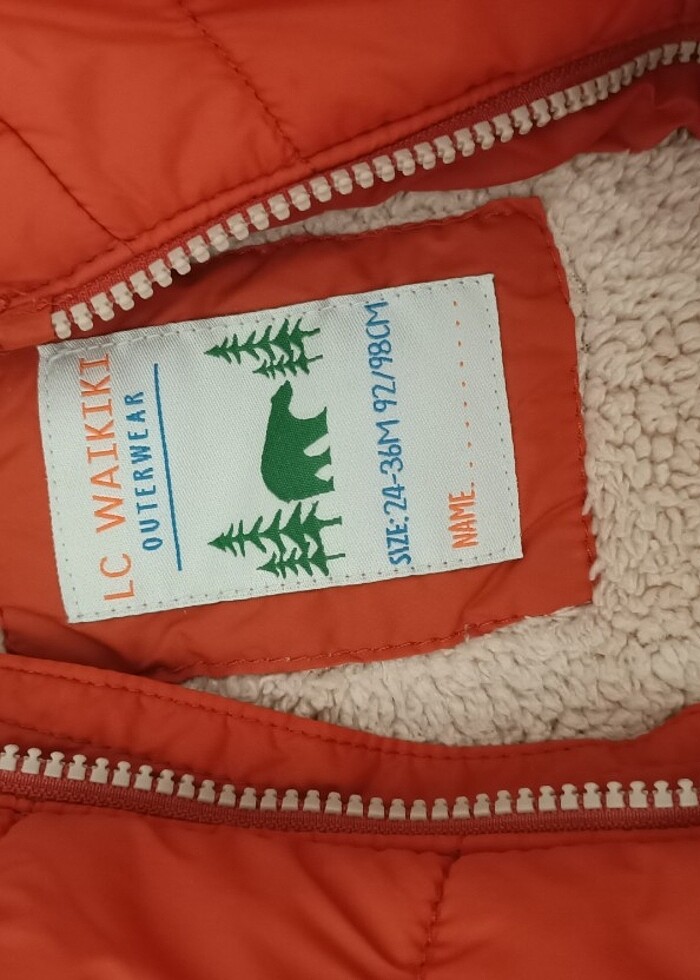 LC WAIKIKI
OUTERWEAR
SIZE: 24-36M 92/98CM
NAME. . . . . . . . .